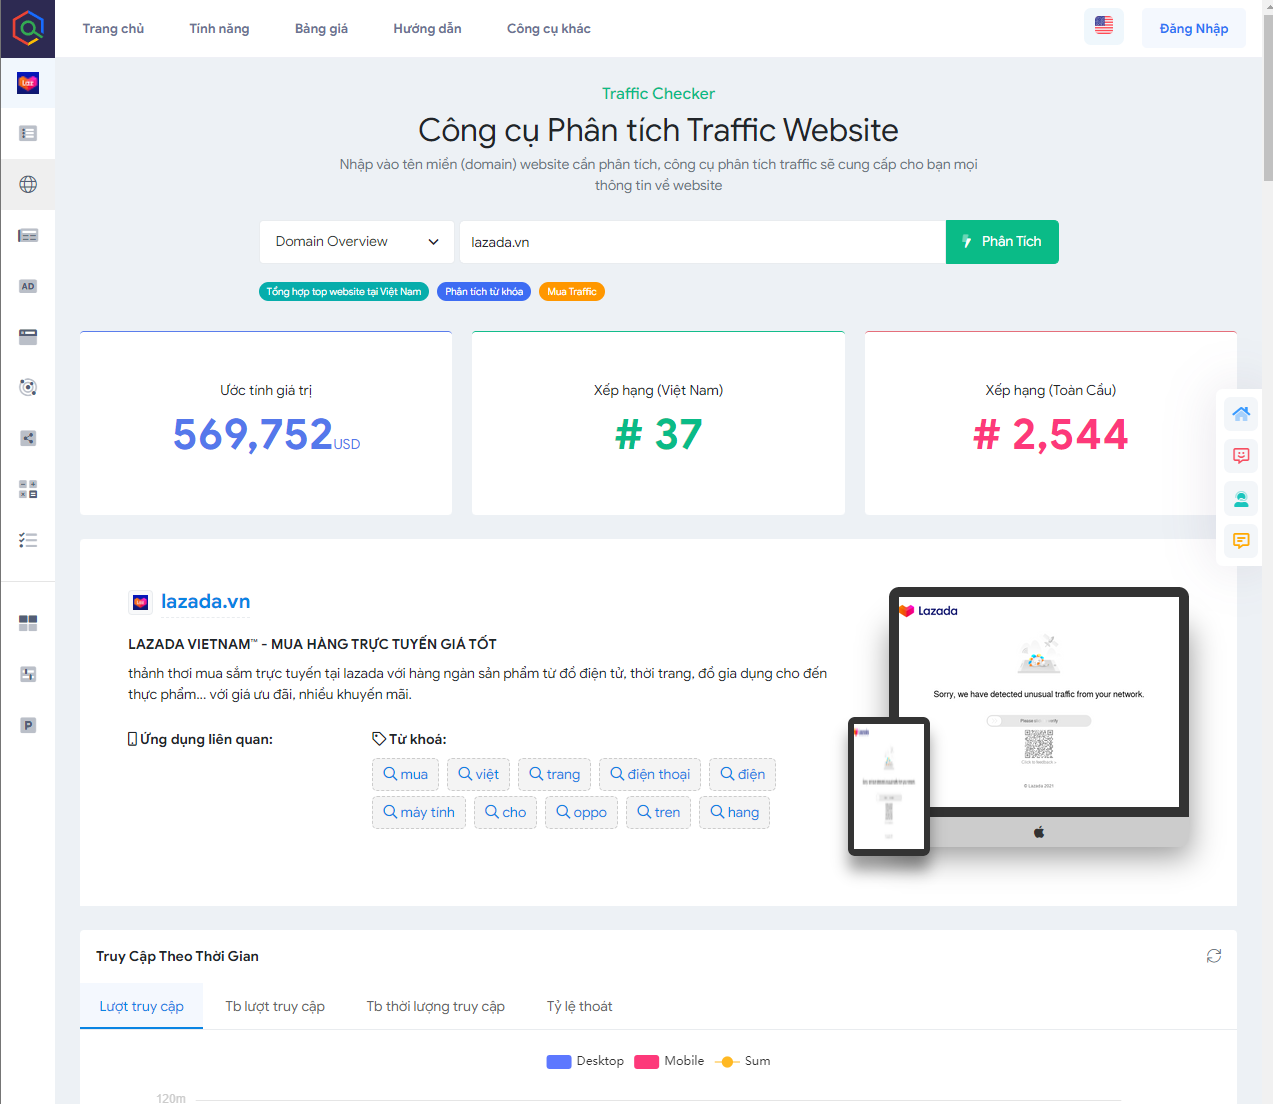 Trang chủ
Tính năng
Bảng giá
Hướng dẫn
Công cụ khác
Đăng Nhập
Traffic Checker
Công cụ Phân tích Traffic Website
Nhập vào tên miền (domain) website cần phân tích, công cụ phân tích traffic sẽ cung cấp cho bạn mọi
thông tin về website
Domain Overview
lazada.vn
Phân Tích
Tổng hợp top website tại Việt Nam
Phân tích từ khóa
Mua Traffic
AD
Ước tính giá trị
569,752USD
Xếp hạng (Việt Nam)
# 37
Xếp hạng (Toàn Cầu)
# 2,544
lazada.vn
LAZADA VIETNAM™ - MUA HÀNG TRỰC TUYẾN GIÁ TỐT
thảnh thơi mua sắm trực tuyến tại lazada với hàng ngàn sản phẩm từ đồ điện tử, thời trang, đồ gia dụng cho đến
thực phẩm... với giá ưu đãi, nhiều khuyến mãi.
Ứng dụng liên quan:
Từ khoá:
mua
việt
trang
điện thoại
điện
máy tính
cho
oppo
tren
hang
P
Lazada
Sorry, we have detected unusual traffic from your network.
Click to feedback >
© Lazada 2021
Truy Cập Theo Thời Gian
Lượt truy cập
Tb lượt truy cập
Tb thời lượng truy cập
Tỷ lệ thoát
Desktop
Mobile
Sum
120m